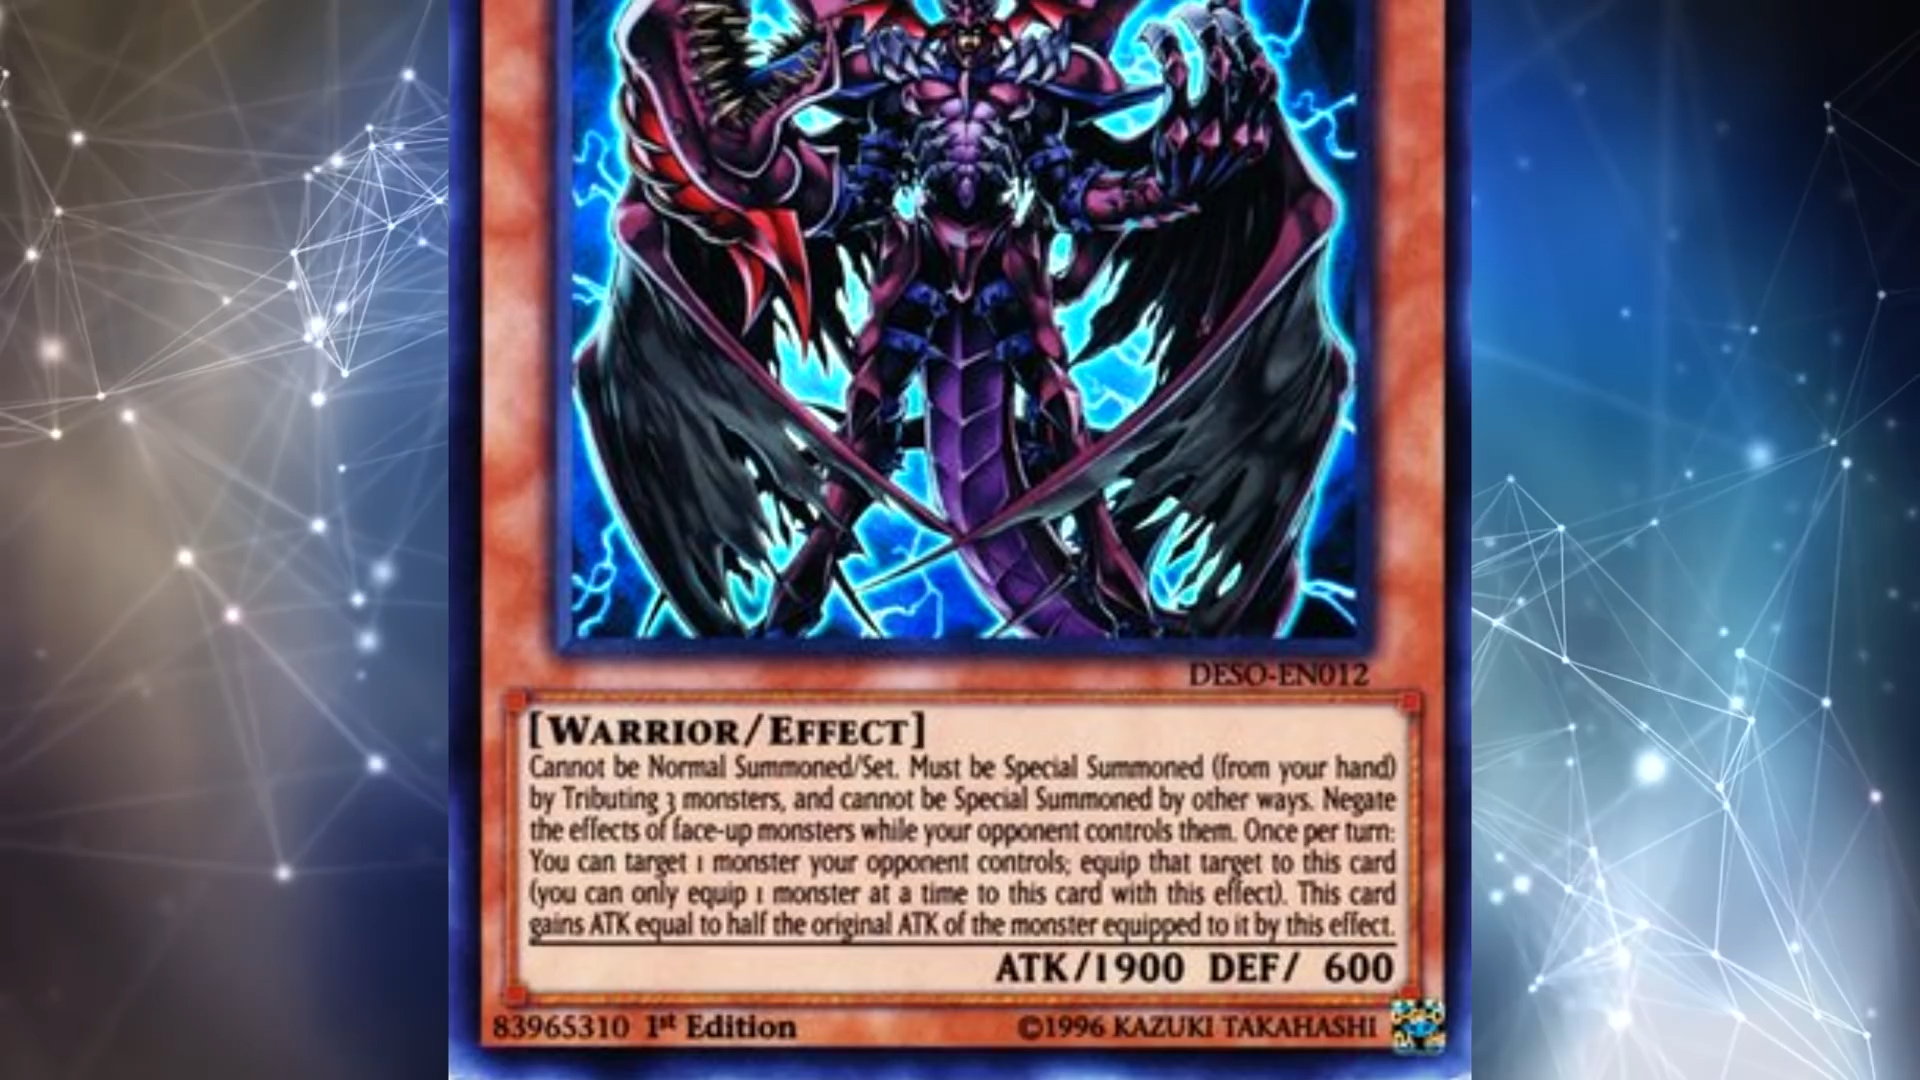 DESO-EN012
[WARRIOR/EFFECT]
Cannot be Normal Summoned/Set. Must be Special Summoned (from your hand)
by Tributing 3 monsters, and cannot be Special Summoned by other ways. Negate
the effects of face-up monsters while your opponent controls them. Once per turn:
You can target 1 monster your opponent controls; equip that target to this card
(you can only equip 1 monster at a time to this card with this effect). This card
gains ATK equal to half the original ATK of the monster equipped to it by this effect.
ATK/1900 DEF/ 600
83965310 1st Edition ©1996 KAZUKI TAKAHASHI